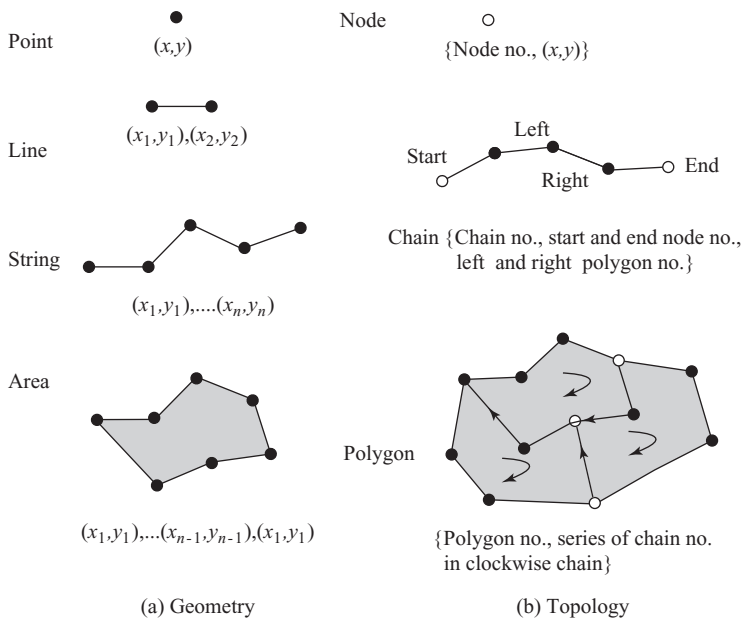 Point
(x,y)
Line
(x1,y1),(x2,y2)
String
(x1,y1),....(xn,yn)
Area
(x1,y1),...(xn-1,yn-1),(x1,y1)
(a) Geometry
Node
{Node no., (x,y)}
Start
Left
Right
End
Chain {Chain no., start and end node no.,
left and right polygon no.}
Polygon
{Polygon no., series of chain no.
in clockwise chain}
(b) Topology